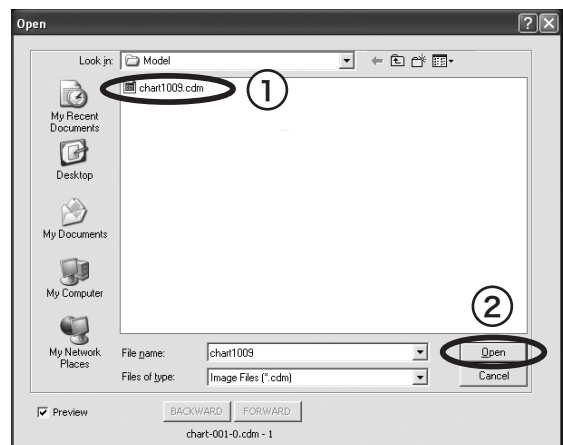 Open
Look in:
Model
chart1009.cdm
①
My Recent
Documents
Desktop
My Documents
My Computer
My Network
Places
②
File name:
chart1009
Open
Files of type:
Image Files (*.cdm)
Cancel
Preview
BACKWARD
FORWARD
chart-001-0.cdm - 1